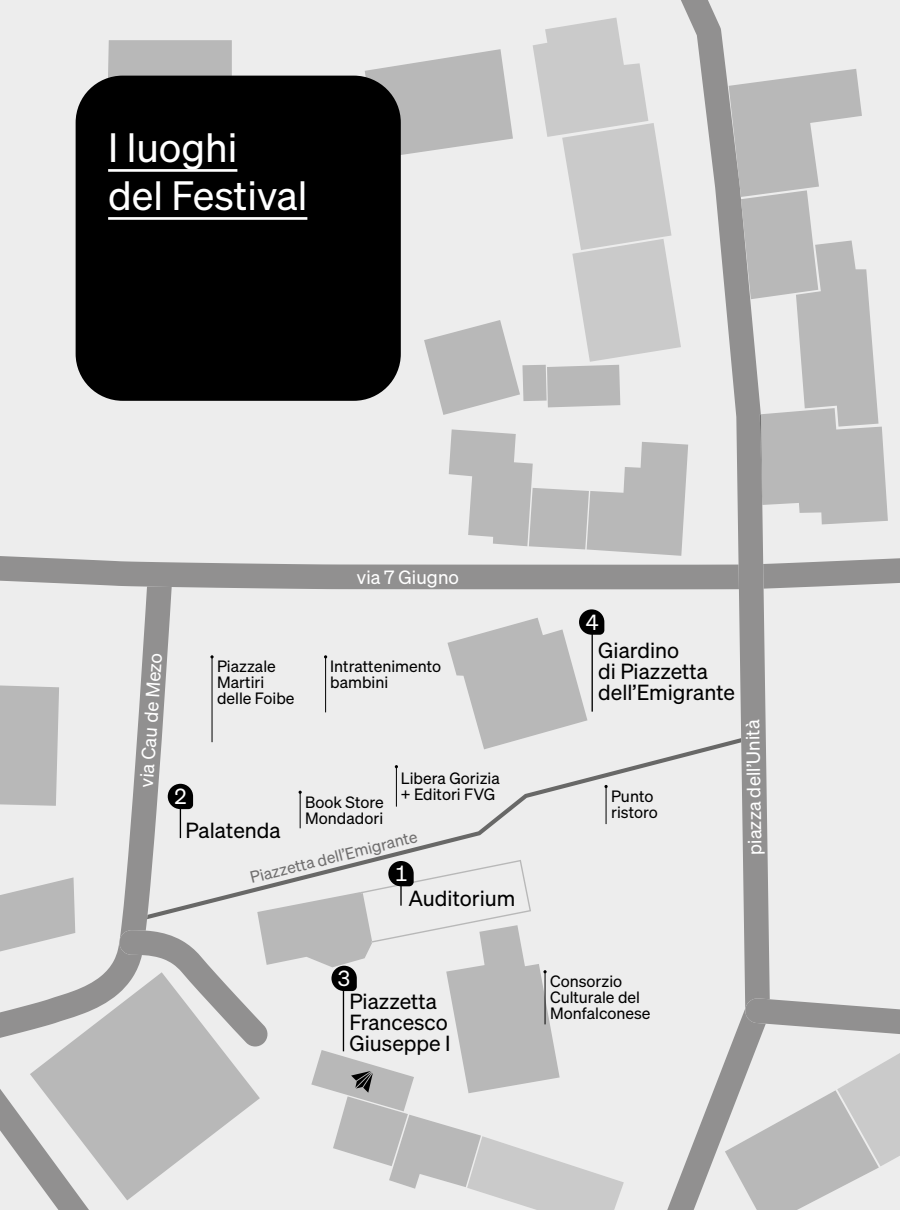 I luoghi
del Festival
via 7 Giugno
4
Giardino
di Piazzetta
dell’Emigrante
Piazzale
Martiri
delle Foibe
Intrattenimento
bambini
via Cau de Mezo
piazza dell’Unità
Libera Gorizia
+ Editori FVG
2
Palatenda
Book Store
Mondadori
Punto
ristoro
Piazzetta dell’Emigrante
1
Auditorium
3
Piazzetta
Francesco
Giuseppe I
Consorzio
Culturale del
Monfalconese